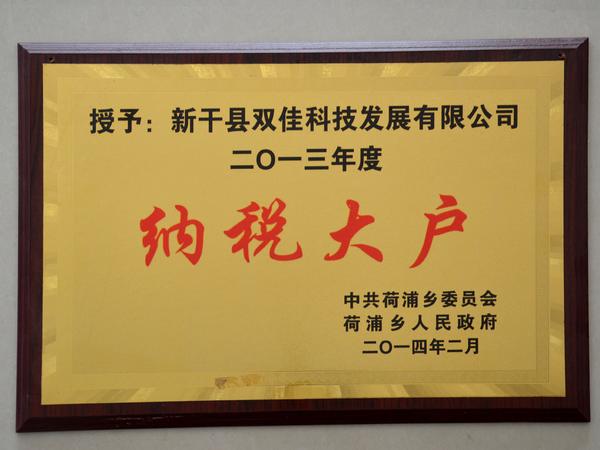 授予：新干县双佳科技发展有限公司
二〇一三年度
纳税大户
中共荷浦乡委员会
荷浦乡人民政府
二〇一四年二月